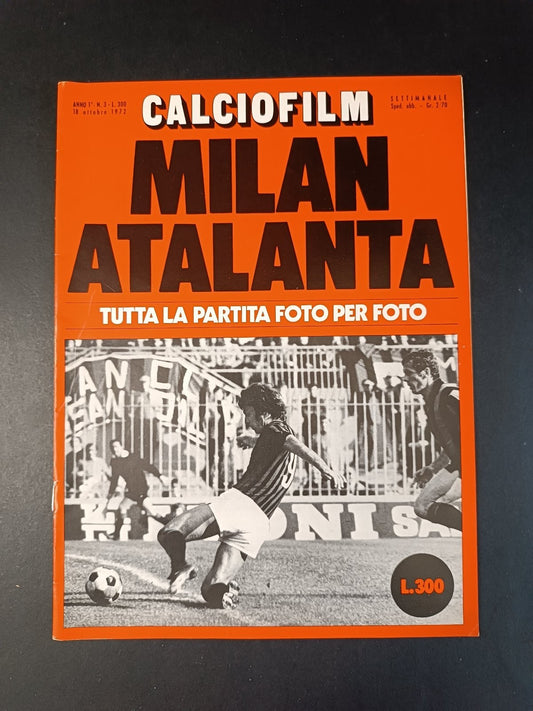 ANNO 1° - N. 3 - L. 300
18 ottobre 1972
CALCIOFILM
SETTIMANALE
Sped. abb. - Gr. 2/70
MILAN
ATALANTA
TUTTA LA PARTITA FOTO PER FOTO
9
L.300